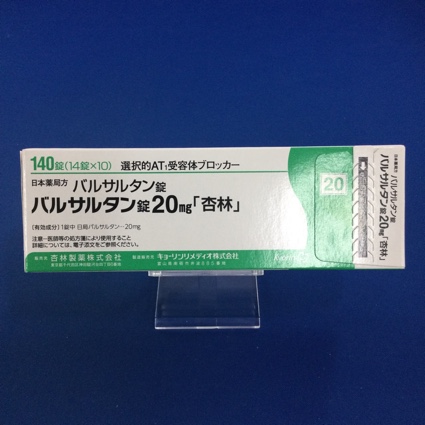 140錠(14錠×10) 選択的AT₁受容体ブロッカー
日本薬局方 バルサルタン錠
バルサルタン錠20mg「杏林」
[有効成分]1錠中 日局バルサルタン…20mg
注意-医師等の処方箋により使用すること
詳細については、電子添文をご参照ください。
販売元 杏林製薬株式会社
製造販売元 キョーリンリメディオ株式会社
20
日本薬局方 バルサルタン錠
バルサルタン錠20mg「杏林」